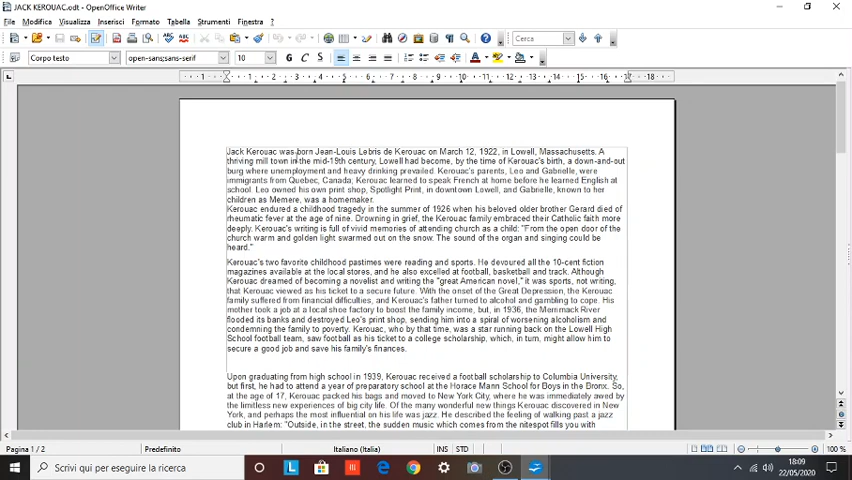 JACK KEROUAC.odt - OpenOffice Writer
File Modifica Visualizza Inserisci Formato Tabella Strumenti Finestra ?
Cerca
Corpo testo open-sans;sans-serif 10 G C S
1 1 2 3 4 5 6 7 8 9 10 11 12 13 14 15 16 18
Jack Kerouac was born Jean-Louis Lebris de Kerouac on March 12, 1922, in Lowell, Massachusetts. A
thriving mill town in the mid-19th century, Lowell had become, by the time of Kerouac's birth, a down-and-out
burg where unemployment and heavy drinking prevailed. Kerouac's parents, Leo and Gabrielle, were
immigrants from Quebec, Canada; Kerouac learned to speak French at home before he learned English at
school. Leo owned his own print shop, Spotlight Print, in downtown Lowell, and Gabrielle, known to her
children as Memere, was a homemaker.
Kerouac endured a childhood tragedy in the summer of 1926 when his beloved older brother Gerard died of
rheumatic fever at the age of nine. Drowning in grief, the Kerouac family embraced their Catholic faith more
deeply. Kerouac's writing is full of vivid memories of attending church as a child: "From the open door of the
church warm and golden light swarmed out on the snow. The sound of the organ and singing could be
heard."
Kerouac's two favorite childhood pastimes were reading and sports. He devoured all the 10-cent fiction
magazines available at the local stores, and he also excelled at football, basketball and track. Although
Kerouac dreamed of becoming a novelist and writing the "great American novel," it was sports, not writing,
that Kerouac viewed as his ticket to a secure future. With the onset of the Great Depression, the Kerouac
family suffered from financial difficulties, and Kerouac's father turned to alcohol and gambling to cope. His
mother took a job at a local shoe factory to boost the family income, but, in 1936, the Merrimack River
flooded its banks and destroyed Leo's print shop, sending him into a spiral of worsening alcoholism and
condemning the family to poverty. Kerouac, who by that time, was a star running back on the Lowell High
School football team, saw football as his ticket to a college scholarship, which, in turn, might allow him to
secure a good job and save his family's finances.
Upon graduating from high school in 1939, Kerouac received a football scholarship to Columbia University,
but first, he had to attend a year of preparatory school at the Horace Mann School for Boys in the Bronx. So,
at the age of 17, Kerouac packed his bags and moved to New York City, where he was immediately awed by
the limitless new experiences of big city life. Of the many wonderful new things Kerouac discovered in New
York, and perhaps the most influential on his life was jazz. He described the feeling of walking past a jazz
club in Harlem: "Outside, in the street, the sudden music which comes from the nitespot fills you with
Pagina 1 / 2 Predefinito Italiano (Italia) INS STD 100 %
Scrivi qui per eseguire la ricerca
18:09
22/05/2020